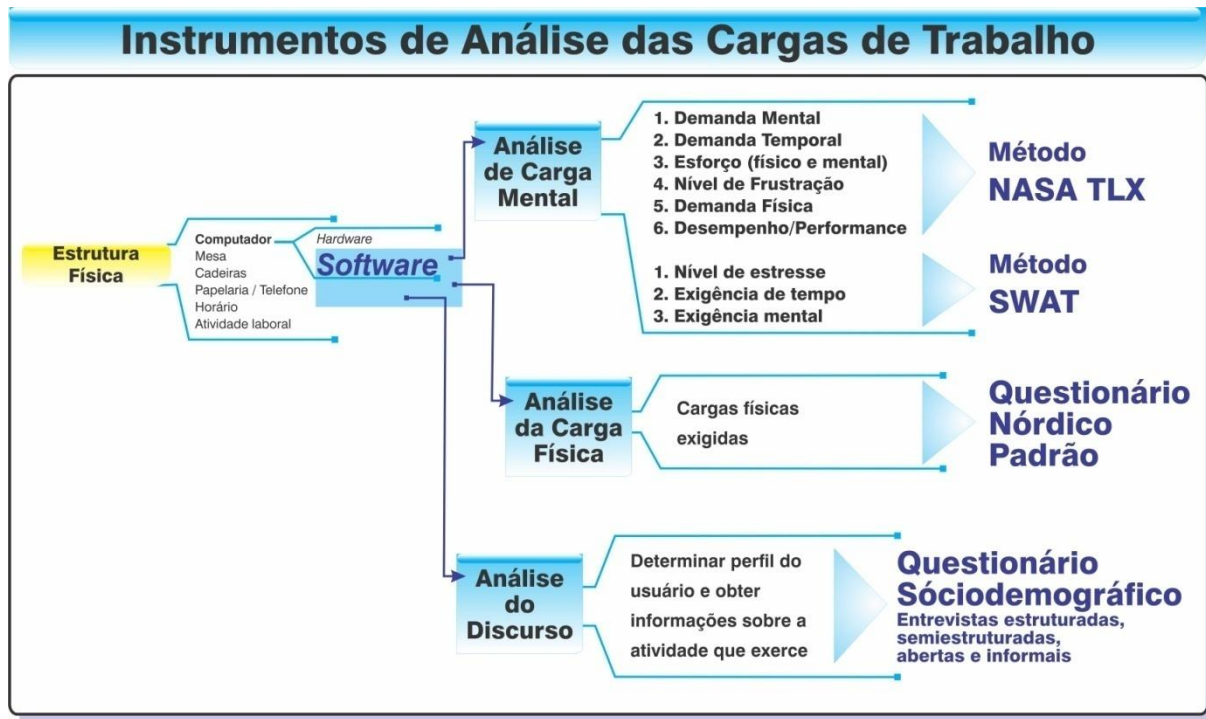 Instrumentos de Análise das Cargas de Trabalho
Estrutura
Física
Computador
Mesa
Cadeiras
Papelaria / Telefone
Horário
Atividade laboral
Hardware
Software
Análise
de Carga
Mental
1. Demanda Mental
2. Demanda Temporal
3. Esforço (físico e mental)
4. Nível de Frustração
5. Demanda Física
6. Desempenho/Performance
Método
NASA TLX
1. Nível de estresse
2. Exigência de tempo
3. Exigência mental
Método
SWAT
Análise
da Carga
Física
Cargas físicas
exigidas
Questionário
Nórdico
Padrão
Análise
do
Discurso
Determinar perfil do
usuário e obter
informações sobre a
atividade que exerce
Questionário
Sóciodemográfico
Entrevistas estruturadas,
semiestruturadas,
abertas e informais